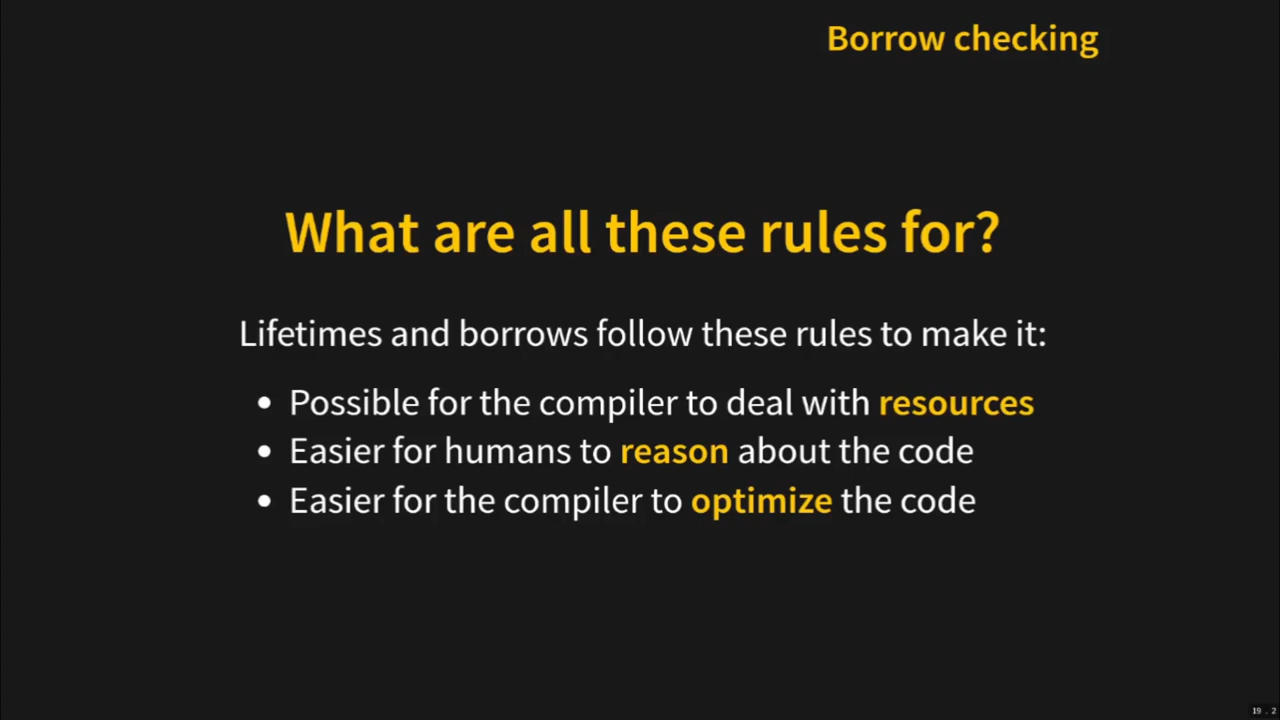 Borrow checking
What are all these rules for?
Lifetimes and borrows follow these rules to make it:
• Possible for the compiler to deal with resources
• Easier for humans to reason about the code
• Easier for the compiler to optimize the code
19 . 2